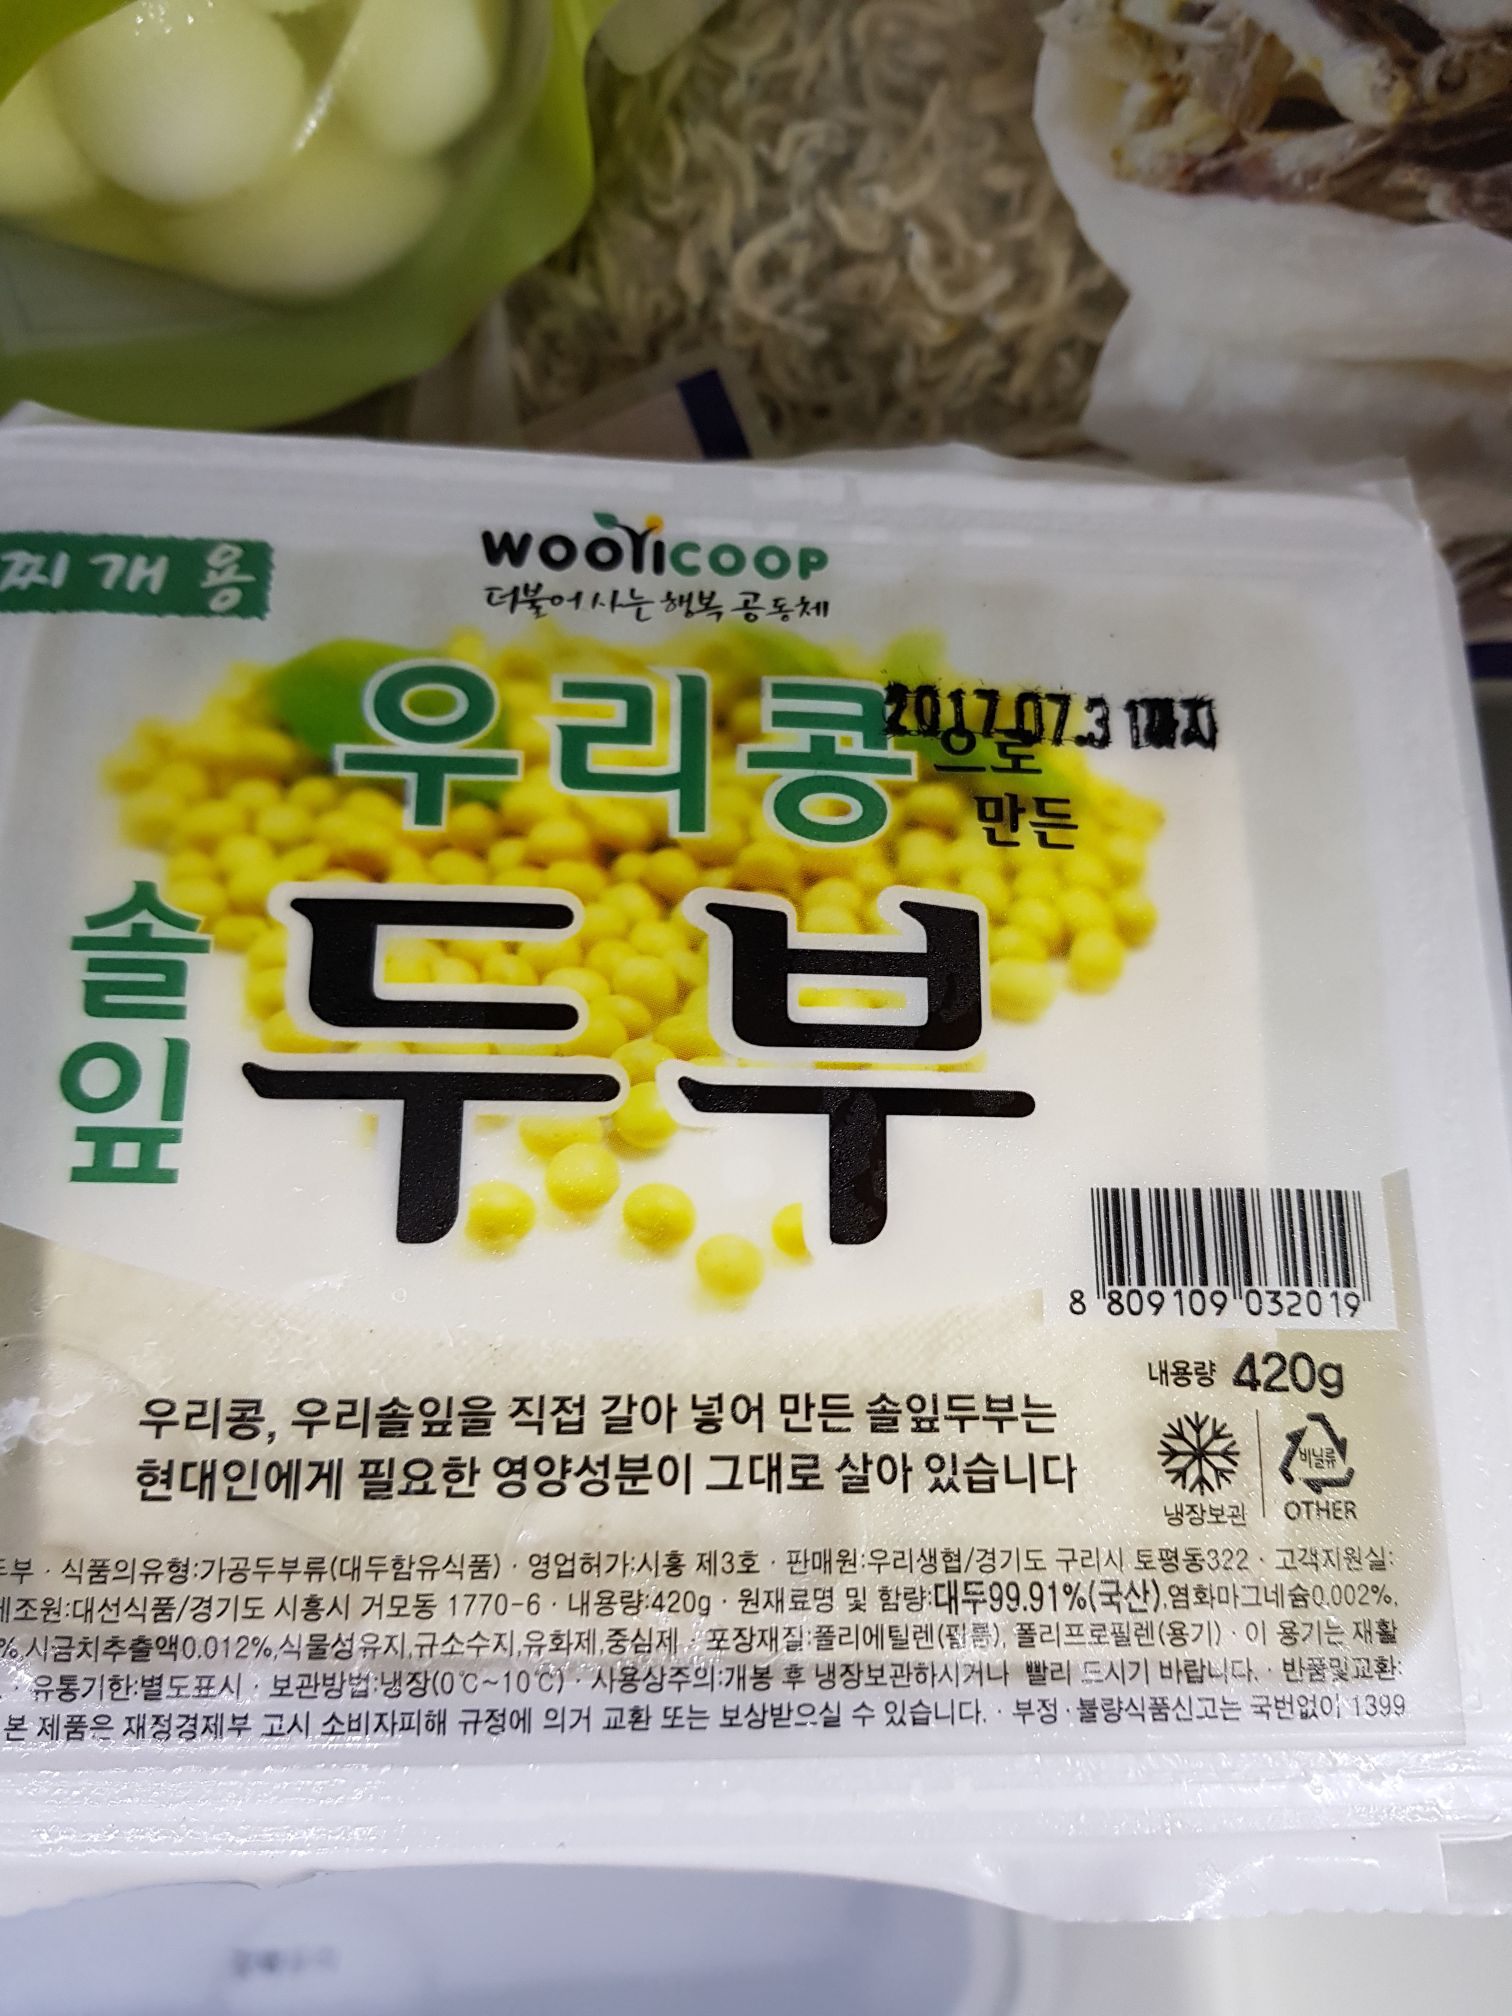 찌개용
WOORICOOP
더불어 사는 행복 공동체
우리콩으로
2017.07.31까지
만든
솔잎
두부
8 809109 032019
내용량 420g
우리콩, 우리솔잎을 직접 갈아 넣어 만든 솔잎두부는
현대인에게 필요한 영양성분이 그대로 살아 있습니다
비닐류
냉장보관
OTHER
두부 · 식품의유형:가공두부류(대두함유식품) · 영업허가:시흥 제3호 · 판매원:우리생협/경기도 구리시 토평동322 · 고객지원실:
제조원:대선식품/경기도 시흥시 거모동 1770-6 · 내용량:420g · 원재료명 및 함량:대두99.91%(국산),염화마그네슘0.002%,
%,시금치추출액0.012%,식물성유지,규소수지,유화제,중심제 · 포장재질:폴리에틸렌(필름), 폴리프로필렌(용기) · 이 용기는 재활
· 유통기한:별도표시 · 보관방법:냉장(0℃~10℃) · 사용상주의:개봉 후 냉장보관하시거나 빨리 드시기 바랍니다. · 반품및교환:
본 제품은 재정경제부 고시 소비자피해 규정에 의거 교환 또는 보상받으실 수 있습니다. · 부정·불량식품신고는 국번없이 1399